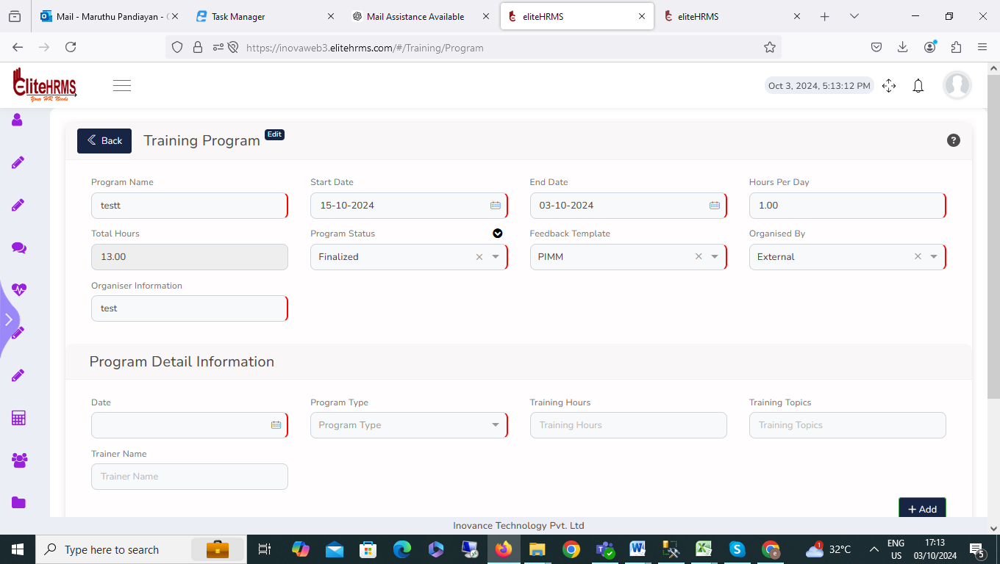 Mail - Maruthu Pandiayan - 
Task Manager
Mail Assistance Available
eliteHRMS
eliteHRMS
https://inovaweb3.elitehrms.com/#/Training/Program
EliteHRMS
Your HR Needs
Oct 3, 2024, 5:13:12 PM
Back
Training Program
Edit
Program Name
Start Date
End Date
Hours Per Day
testt
15-10-2024
03-10-2024
1.00
Total Hours
Program Status
Feedback Template
Organised By
13.00
Finalized
PIMM
External
Organiser Information
test
Program Detail Information
Date
Program Type
Training Hours
Training Topics
Program Type
Training Hours
Training Topics
Trainer Name
Trainer Name
+ Add
Inovance Technology Pvt. Ltd
Type here to search
1
32°C
ENG
US
17:13
03/10/2024
5